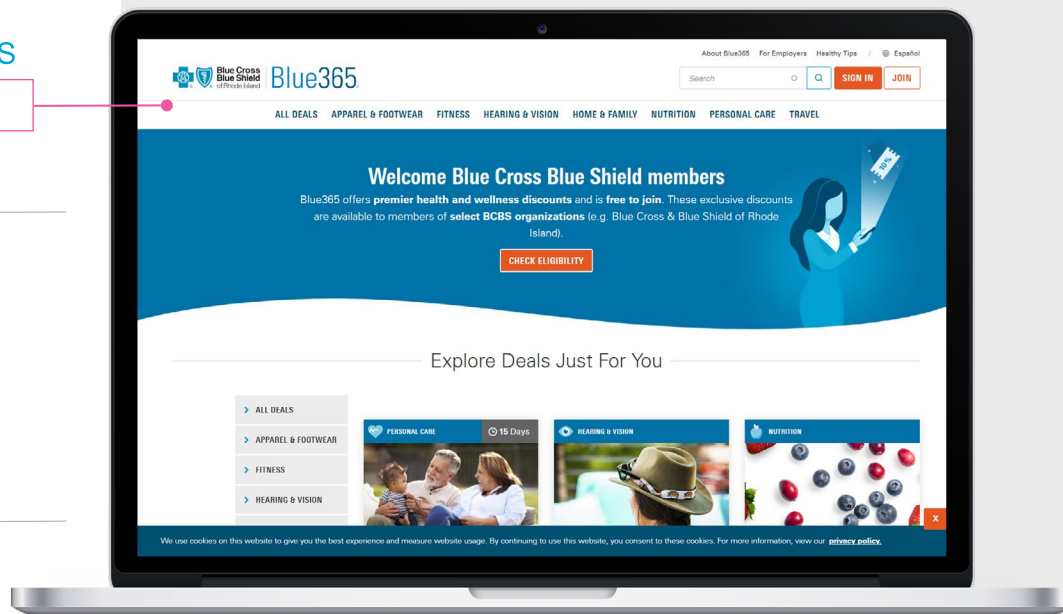 S
About Blue365 For Employers Healthy Tips / Español
Blue Cross
Blue Shield
of Rhode Island
Blue365.
Search
SIGN IN
JOIN
ALL DEALS APPAREL & FOOTWEAR FITNESS HEARING & VISION HOME & FAMILY NUTRITION PERSONAL CARE TRAVEL
Welcome Blue Cross Blue Shield members
Blue365 offers premier health and wellness discounts and is free to join. These exclusive discounts
are available to members of select BCBS organizations (e.g. Blue Cross & Blue Shield of Rhode
Island).
10%
CHECK ELIGIBILITY
Explore Deals Just For You
ALL DEALS
APPAREL & FOOTWEAR
FITNESS
HEARING & VISION
PERSONAL CARE
15 Days
HEARING & VISION
NUTRITION
X
We use cookies on this website to give you the best experience and measure website usage. By continuing to use this website, you consent to these cookies. For more information, view our privacy policy.